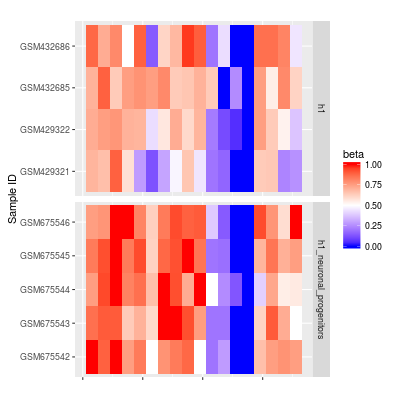 Sample ID
GSM432686
GSM432685
GSM429322
GSM429321
h1
GSM675546
GSM675545
GSM675544
GSM675543
GSM675542
h1_neuronal_progenitors
beta
1.00
0.75
0.50
0.25
0.00